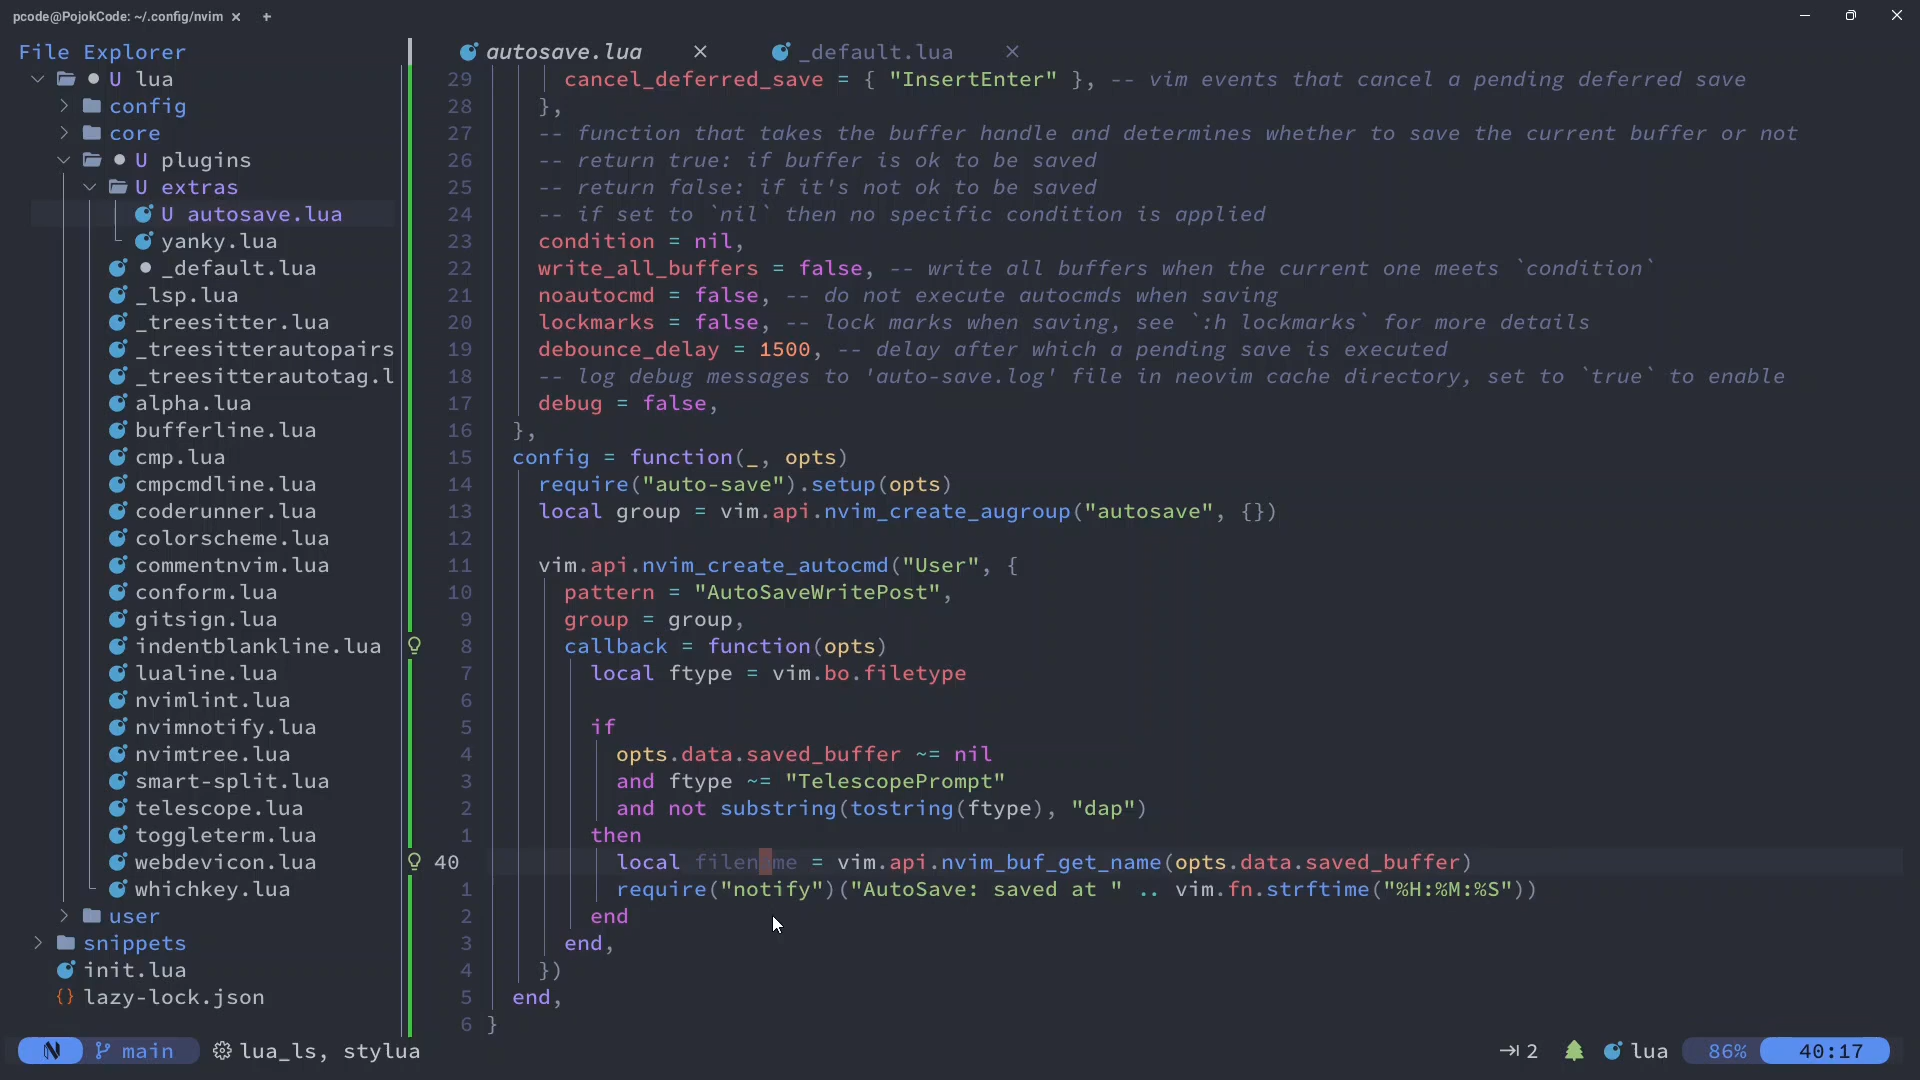 pcode@PojokCode: ~/.config/nvim × +
File Explorer
U lua
config
core
U plugins
U extras
U autosave.lua
yanky.lua
_default.lua
_lsp.lua
_treesitter.lua
_treesitterautopairs
_treesitterautotag.l
alpha.lua
bufferline.lua
cmp.lua
cmpcmdline.lua
coderunner.lua
colorscheme.lua
commentnvim.lua
conform.lua
gitsign.lua
indentblankline.lua
lualine.lua
nvimlint.lua
nvimnotify.lua
nvimtree.lua
smart-split.lua
telescope.lua
toggleterm.lua
webdevicon.lua
whichkey.lua
user
snippets
init.lua
{} lazy-lock.json
autosave.lua × _default.lua ×
29 cancel_deferred_save = { "InsertEnter" }, -- vim events that cancel a pending deferred save
28 },
27 -- function that takes the buffer handle and determines whether to save the current buffer or not
26 -- return true: if buffer is ok to be saved
25 -- return false: if it's not ok to be saved
24 -- if set to `nil` then no specific condition is applied
23 condition = nil,
22 write_all_buffers = false, -- write all buffers when the current one meets `condition`
21 noautocmd = false, -- do not execute autocmds when saving
20 lockmarks = false, -- lock marks when saving, see `:h lockmarks` for more details
19 debounce_delay = 1500, -- delay after which a pending save is executed
18 -- log debug messages to 'auto-save.log' file in neovim cache directory, set to `true` to enable
17 debug = false,
16 },
15 config = function(_, opts)
14 require("auto-save").setup(opts)
13 local group = vim.api.nvim_create_augroup("autosave", {})
12
11 vim.api.nvim_create_autocmd("User", {
10 pattern = "AutoSaveWritePost",
9 group = group,
8 callback = function(opts)
7 local ftype = vim.bo.filetype
6
5 if
4 opts.data.saved_buffer ~= nil
3 and ftype ~= "TelescopePrompt"
2 and not substring(tostring(ftype), "dap")
1 then
40 local filename = vim.api.nvim_buf_get_name(opts.data.saved_buffer)
1 require("notify")("AutoSave: saved at " .. vim.fn.strftime("%H:%M:%S"))
2 end
3 end,
4 })
5 end,
6 }
N main lua_ls, stylua 2 lua 86% 40:17